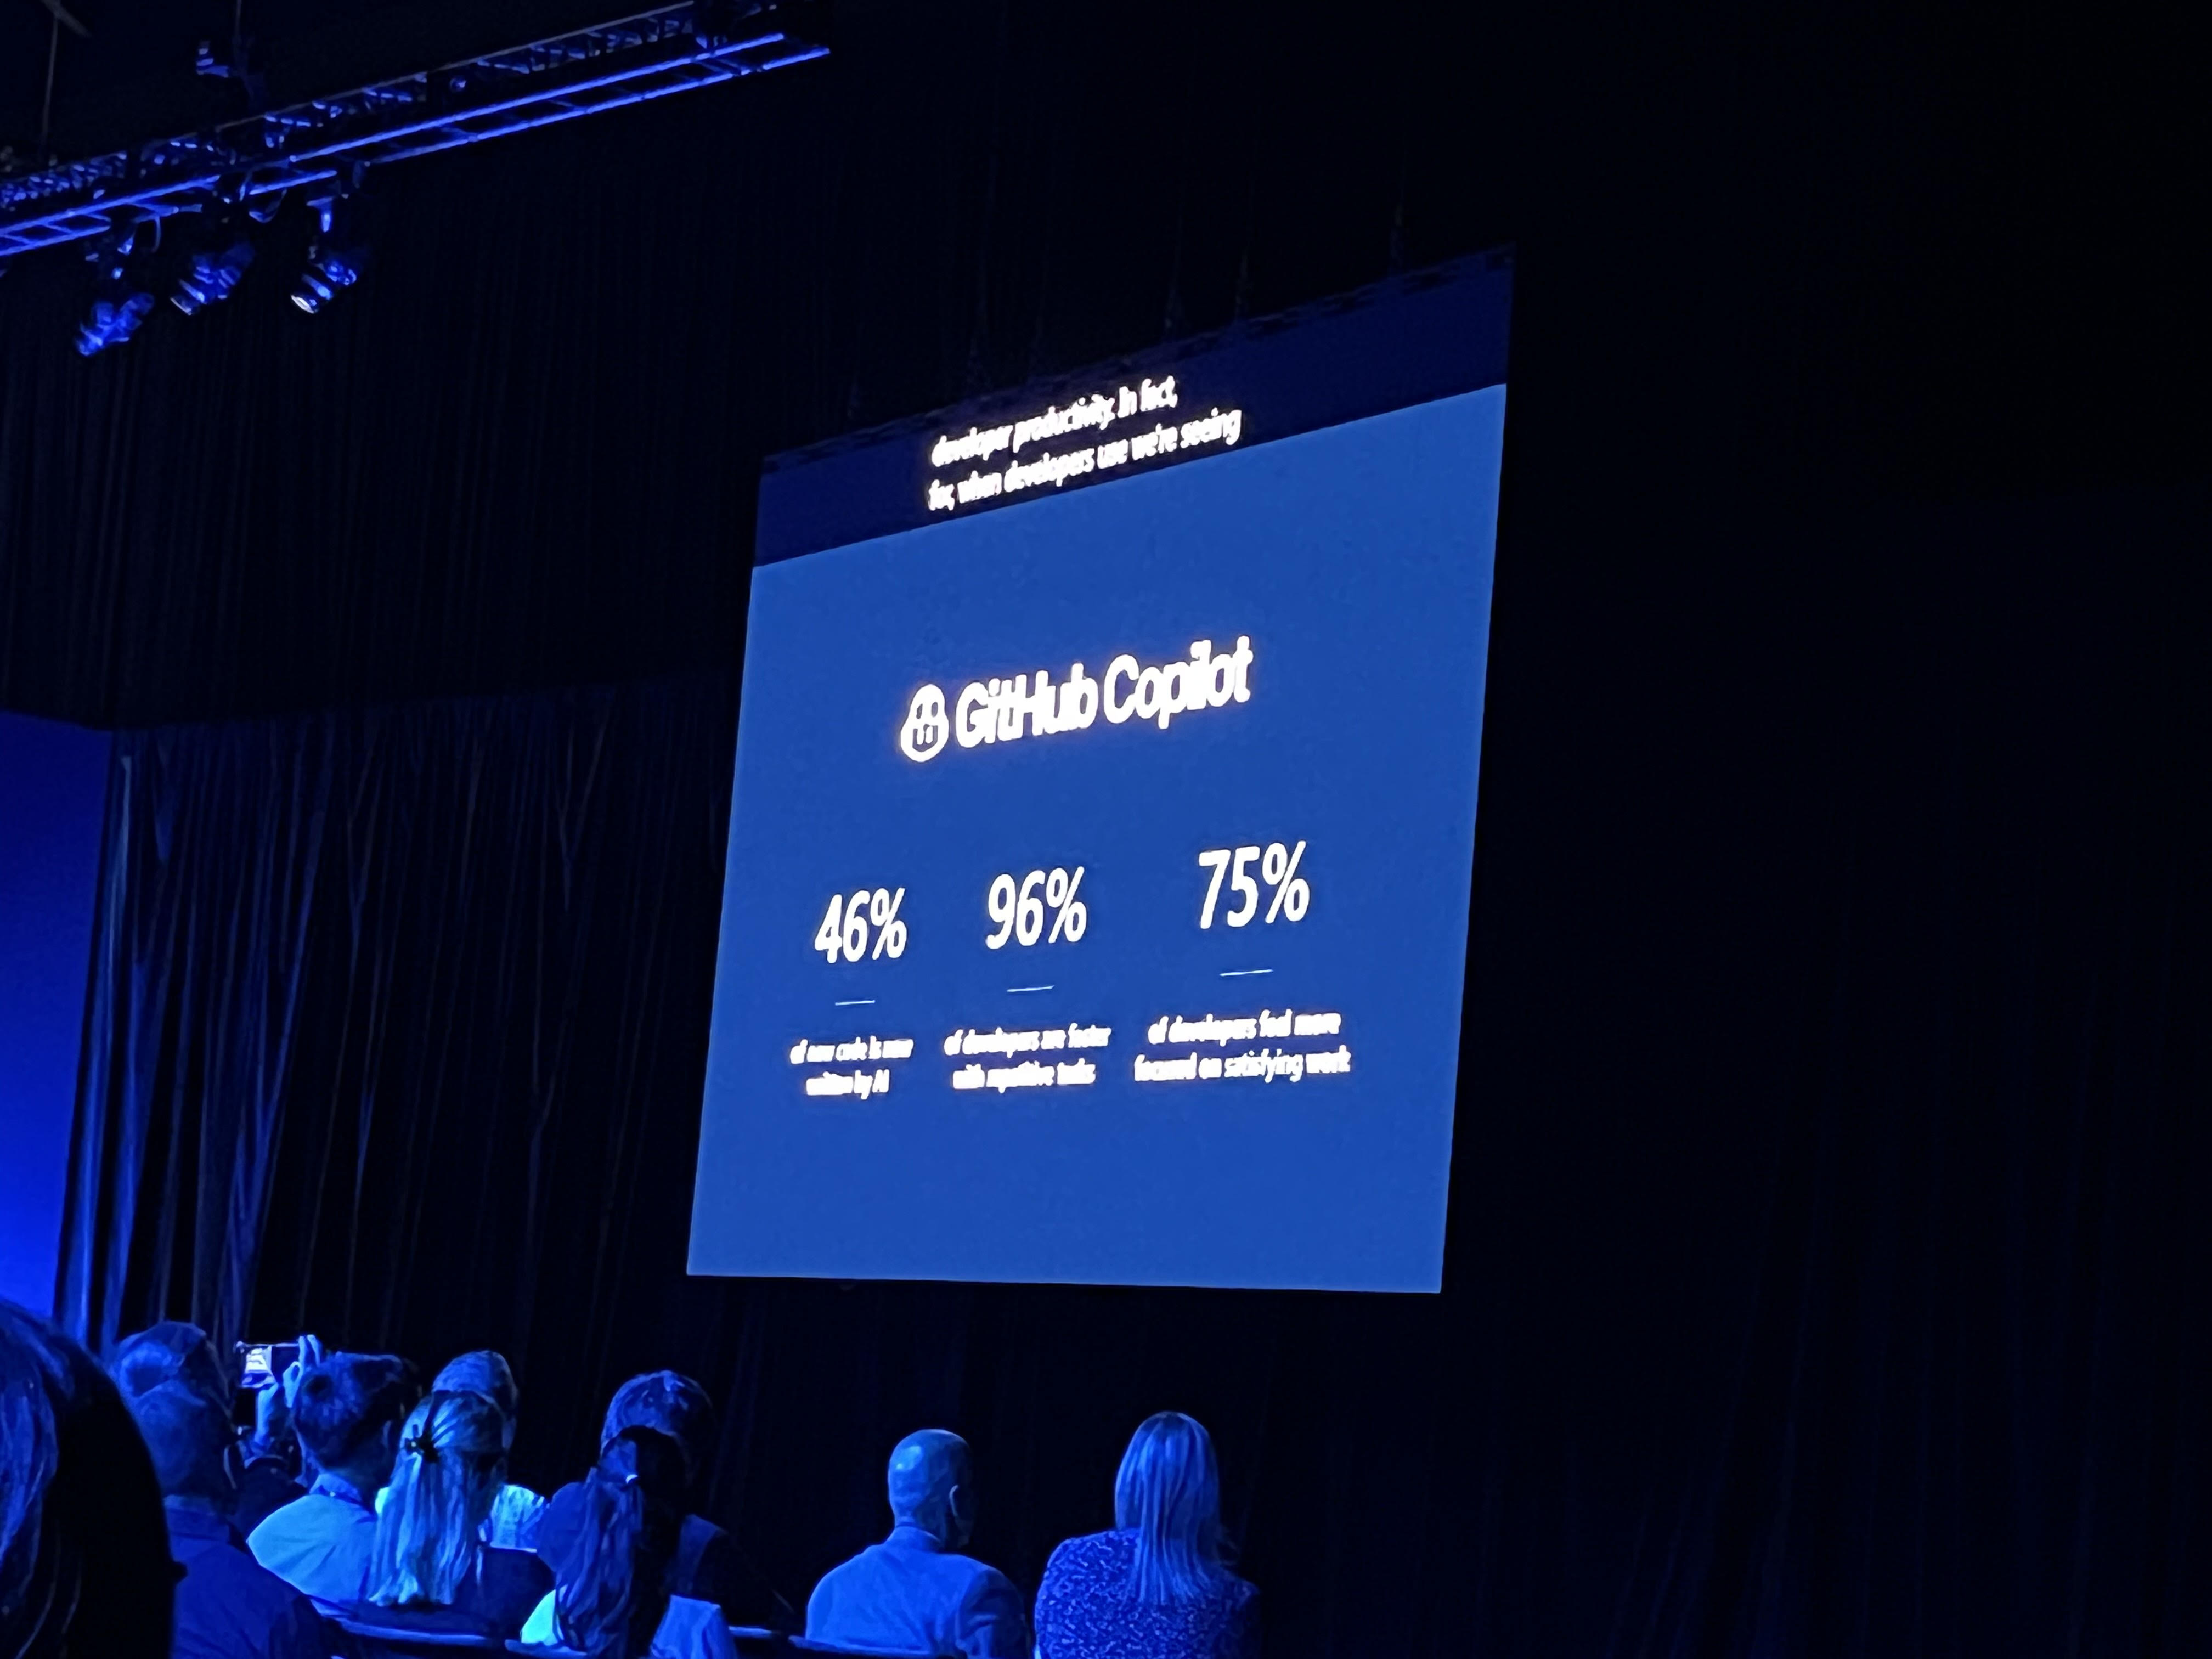 developer productivity. In fact,
for, when developers use we're seeing
GitHub Copilot
46%
96%
75%
of new code is now
written by AI
of developers are faster
with repetitive tasks
of developers feel more
focused on satisfying work